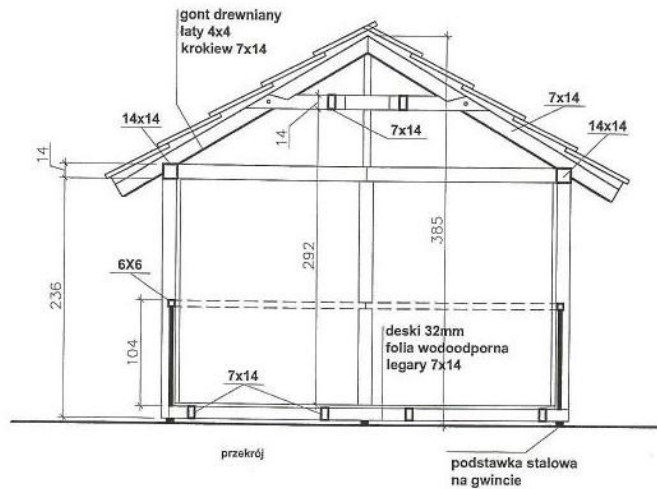 gont drewniany
łaty 4x4
krokiew 7x14
14x14
14
7x14
7x14
14x14
14
236
292
385
6X6
104
deski 32mm
folia wodoodporna
legary 7x14
7x14
przekrój
podstawka stalowa
na gwincie